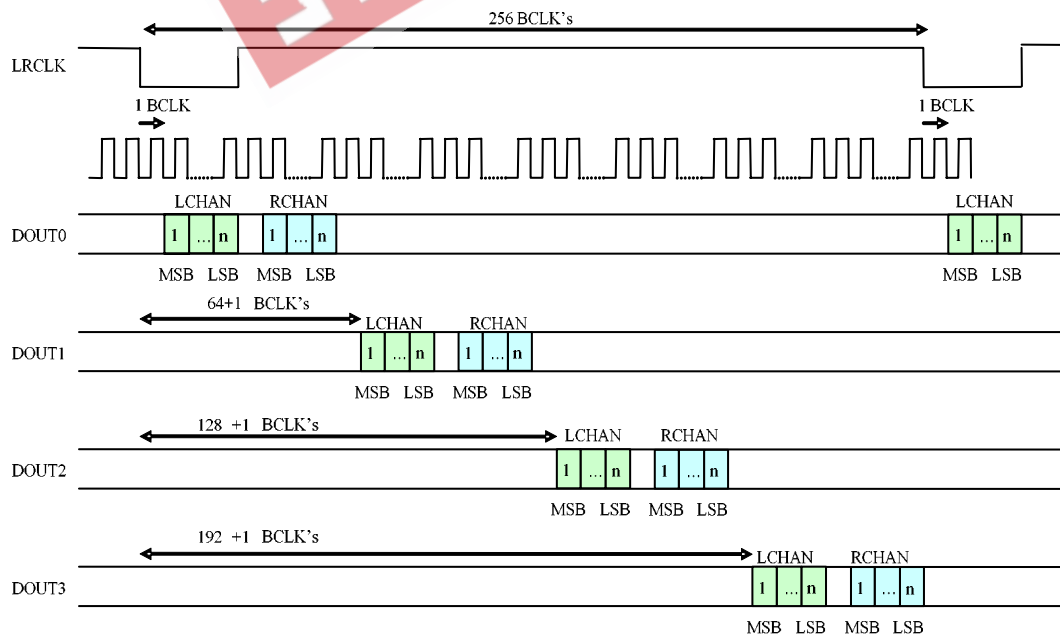 256 BCLK's
LRCLK
1 BCLK
1 BCLK
LCHAN RCHAN LCHAN
DOUT0 1 ... n 1 ... n 1 ... n
MSB LSB MSB LSB MSB LSB
64+1 BCLK's
LCHAN RCHAN
DOUT1 1 ... n 1 ... n
MSB LSB MSB LSB
128 +1 BCLK's
LCHAN RCHAN
DOUT2 1 ... n 1 ... n
MSB LSB MSB LSB
192 +1 BCLK's
LCHAN RCHAN
DOUT3 1 ... n 1 ... n
MSB LSB MSB LSB